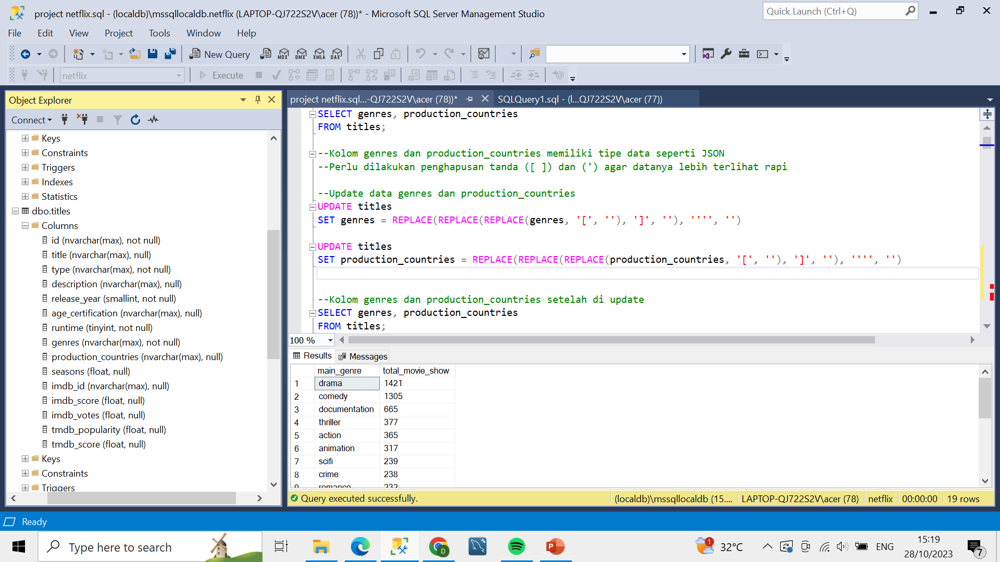 project netflix.sql - (localdb)\mssqllocaldb.netflix (LAPTOP-QJ722S2V\acer (78))* - Microsoft SQL Server Management Studio
Quick Launch (Ctrl+Q)
File Edit View Project Tools Window Help
New Query MDX DMX XMLA DAX
netflix
Execute
Object Explorer
Connect
Keys
Constraints
Triggers
Indexes
Statistics
dbo.titles
Columns
id (nvarchar(max), not null)
title (nvarchar(max), null)
type (nvarchar(max), not null)
description (nvarchar(max), null)
release_year (smallint, not null)
age_certification (nvarchar(max), null)
runtime (tinyint, not null)
genres (nvarchar(max), not null)
production_countries (nvarchar(max), null)
seasons (float, null)
imdb_id (nvarchar(max), null)
imdb_score (float, null)
imdb_votes (float, null)
tmdb_popularity (float, null)
tmdb_score (float, null)
Keys
Constraints
Triggers
project netflix.sql...-QJ722S2V\acer (78))*
SQLQuery1.sql - (l...QJ722S2V\acer (77))
SELECT genres, production_countries
FROM titles;
--Kolom genres dan production_countries memiliki tipe data seperti JSON
--Perlu dilakukan penghapusan tanda ([ ]) dan (') agar datanya lebih terlihat rapi
--Update data genres dan production_countries
UPDATE titles
SET genres = REPLACE(REPLACE(REPLACE(genres, '[', ''), ']', ''), '''', '')
UPDATE titles
SET production_countries = REPLACE(REPLACE(REPLACE(production_countries, '[', ''), ']', ''), '''', '')
--Kolom genres dan production_countries setelah di update
SELECT genres, production_countries
FROM titles;
100 %
Results Messages
main_genre total_movie_show
1 drama 1421
2 comedy 1305
3 documentation 665
4 thriller 377
5 action 365
6 animation 317
7 scifi 239
8 crime 238
9 romance 232
Query executed successfully.
(localdb)\mssqllocaldb (15.... LAPTOP-QJ722S2V\acer (78) netflix 00:00:00 19 rows
Ready
Type here to search
D
P
1
32°C
ENG
15:19
28/10/2023
7